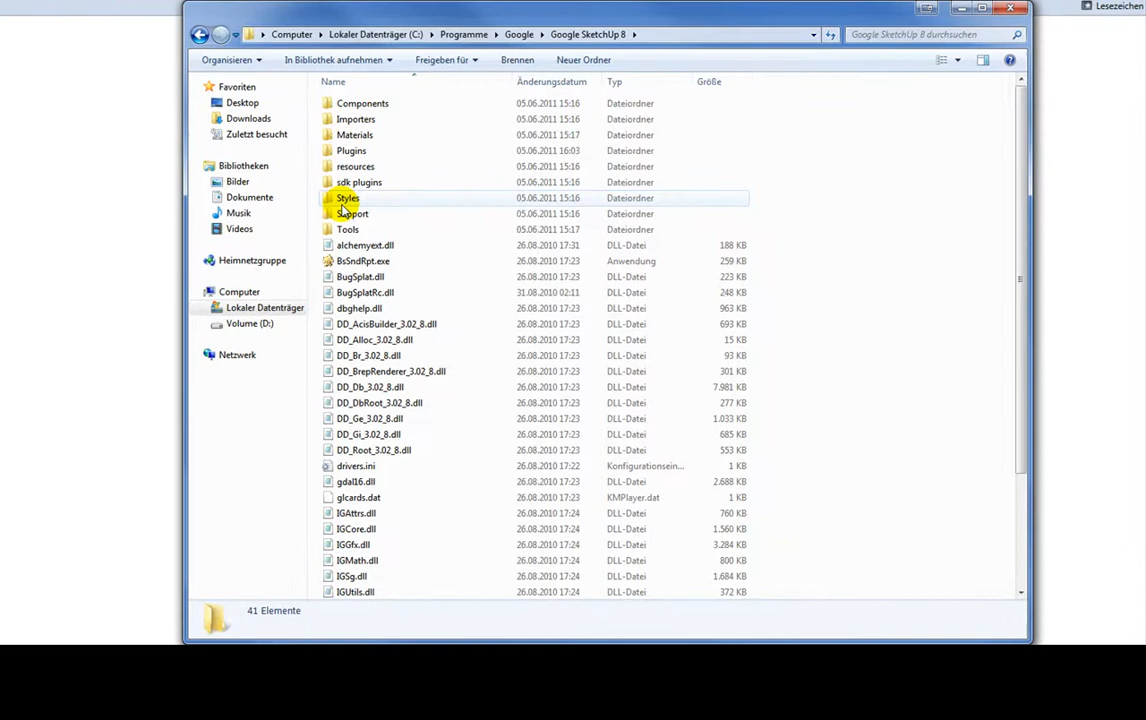 Lesezeichen
Computer Lokaler Datenträger (C:) Programme Google Google SketchUp 8
Google SketchUp 8 durchsuchen
Organisieren In Bibliothek aufnehmen Freigeben für Brennen Neuer Ordner
Name Änderungsdatum Typ Größe
Favoriten
Desktop
Downloads
Zuletzt besucht
Bibliotheken
Bilder
Dokumente
Musik
Videos
Heimnetzgruppe
Computer
Lokaler Datenträger
Volume (D:)
Netzwerk
Components 05.06.2011 15:16 Dateiordner
Importers 05.06.2011 15:16 Dateiordner
Materials 05.06.2011 15:17 Dateiordner
Plugins 05.06.2011 16:03 Dateiordner
resources 05.06.2011 15:16 Dateiordner
sdk plugins 05.06.2011 15:16 Dateiordner
Styles 05.06.2011 15:16 Dateiordner
Support 05.06.2011 15:16 Dateiordner
Tools 05.06.2011 15:17 Dateiordner
alchemyext.dll 26.08.2010 17:31 DLL-Datei 188 KB
BsSndRpt.exe 26.08.2010 17:23 Anwendung 259 KB
BugSplat.dll 26.08.2010 17:23 DLL-Datei 223 KB
BugSplatRc.dll 31.08.2010 02:11 DLL-Datei 248 KB
dbghelp.dll 26.08.2010 17:23 DLL-Datei 963 KB
DD_AcisBuilder_3.02_8.dll 26.08.2010 17:23 DLL-Datei 693 KB
DD_Alloc_3.02_8.dll 26.08.2010 17:23 DLL-Datei 15 KB
DD_Br_3.02_8.dll 26.08.2010 17:23 DLL-Datei 93 KB
DD_BrepRenderer_3.02_8.dll 26.08.2010 17:23 DLL-Datei 301 KB
DD_Db_3.02_8.dll 26.08.2010 17:23 DLL-Datei 7.981 KB
DD_DbRoot_3.02_8.dll 26.08.2010 17:23 DLL-Datei 277 KB
DD_Ge_3.02_8.dll 26.08.2010 17:23 DLL-Datei 1.033 KB
DD_Gi_3.02_8.dll 26.08.2010 17:23 DLL-Datei 685 KB
DD_Root_3.02_8.dll 26.08.2010 17:23 DLL-Datei 553 KB
drivers.ini 26.08.2010 17:22 Konfigurationsein... 1 KB
gdal16.dll 26.08.2010 17:23 DLL-Datei 2.688 KB
glcards.dat 26.08.2010 17:23 KMPlayer.dat 1 KB
IGAttrs.dll 26.08.2010 17:24 DLL-Datei 760 KB
IGCore.dll 26.08.2010 17:24 DLL-Datei 1.560 KB
IGGfx.dll 26.08.2010 17:24 DLL-Datei 3.284 KB
IGMath.dll 26.08.2010 17:24 DLL-Datei 800 KB
IGSg.dll 26.08.2010 17:24 DLL-Datei 1.684 KB
IGUtils.dll 26.08.2010 17:24 DLL-Datei 372 KB
41 Elemente